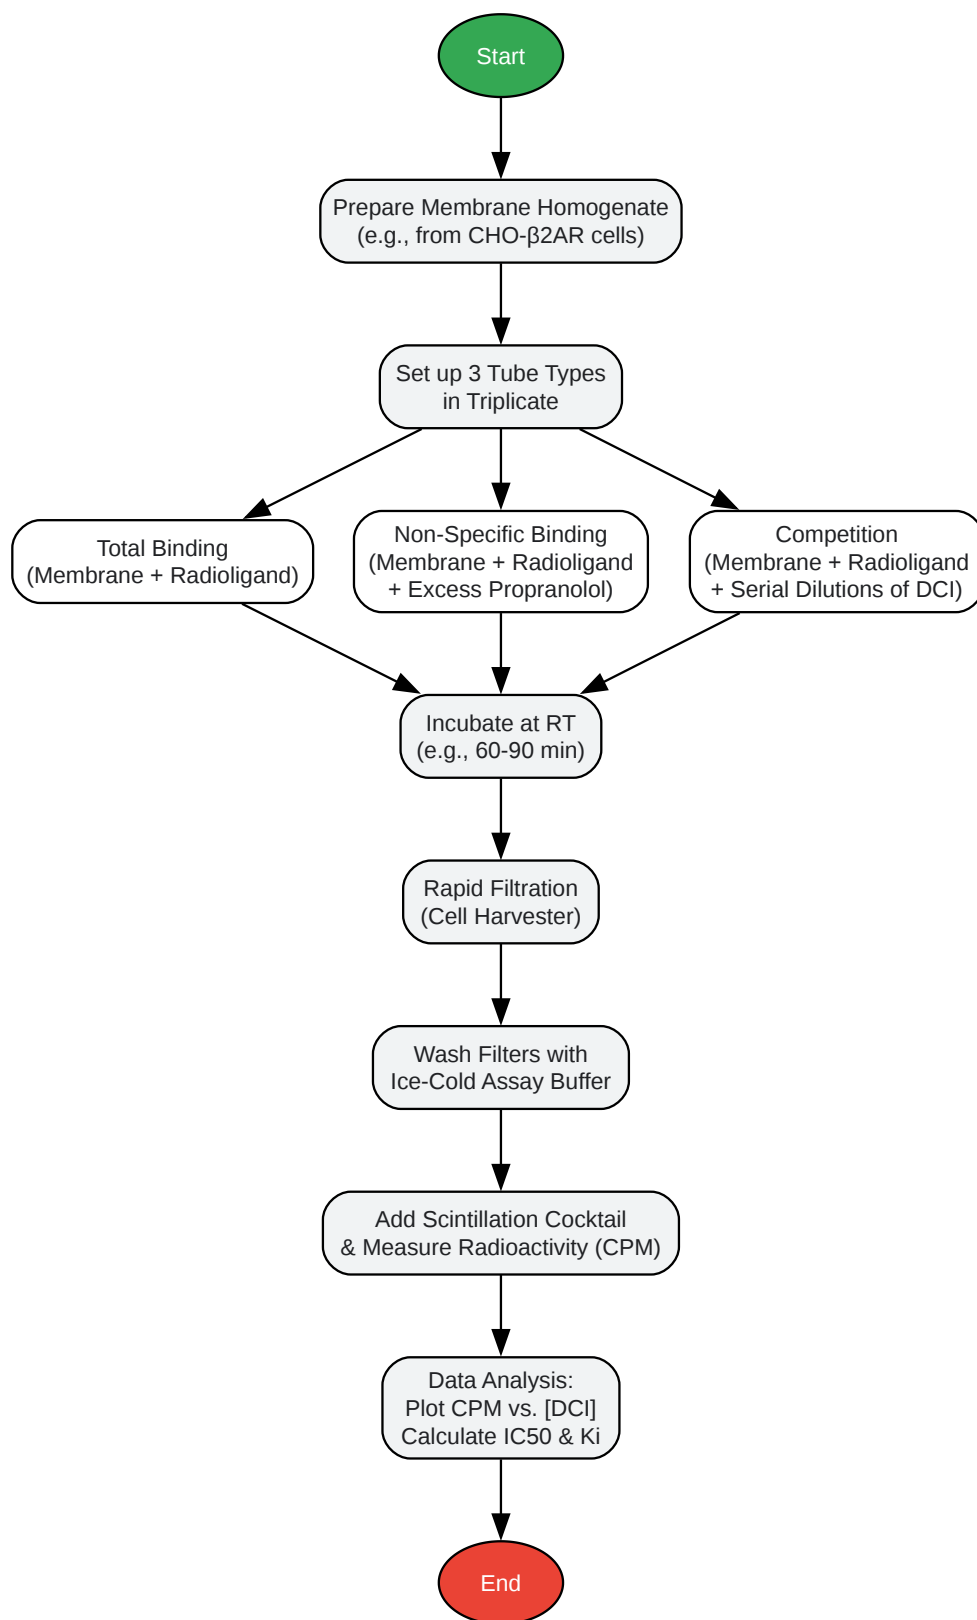 Start
Prepare Membrane Homogenate
(e.g., from CHO-β2AR cells)
Set up 3 Tube Types
in Triplicate
Total Binding
(Membrane + Radioligand)
Non-Specific Binding
(Membrane + Radioligand
+ Excess Propranolol)
Competition
(Membrane + Radioligand
+ Serial Dilutions of DCI)
Incubate at RT
(e.g., 60-90 min)
Rapid Filtration
(Cell Harvester)
Wash Filters with
Ice-Cold Assay Buffer
Add Scintillation Cocktail
& Measure Radioactivity (CPM)
Data Analysis:
Plot CPM vs. [DCI]
Calculate IC50 & Ki
End